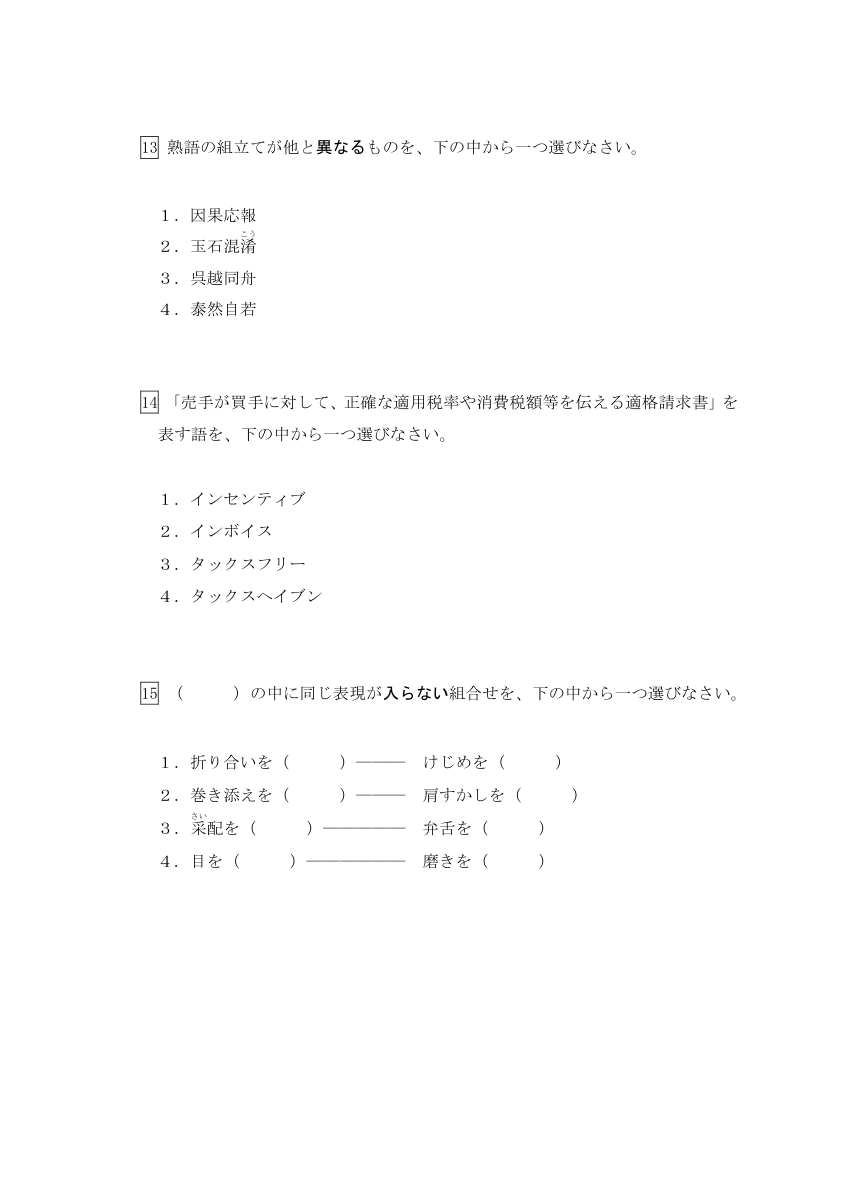 13 熟語の組立てが他と異なるものを、下の中から一つ選びなさい。
１．因果応報
こう
２．玉石混淆
３．呉越同舟
４．泰然自若
14 「売手が買手に対して、正確な適用税率や消費税額等を伝える適格請求書」を
表す語を、下の中から一つ選びなさい。
１．インセンティブ
２．インボイス
３．タックスフリー
４．タックスヘイブン
15 （　　　）の中に同じ表現が入らない組合せを、下の中から一つ選びなさい。
１．折り合いを（　　　）―――　けじめを（　　　）
２．巻き添えを（　　　）―――　肩すかしを（　　　）
さい
３．采配を（　　　）―――――　弁舌を（　　　）
４．目を（　　　）――――――　磨きを（　　　）